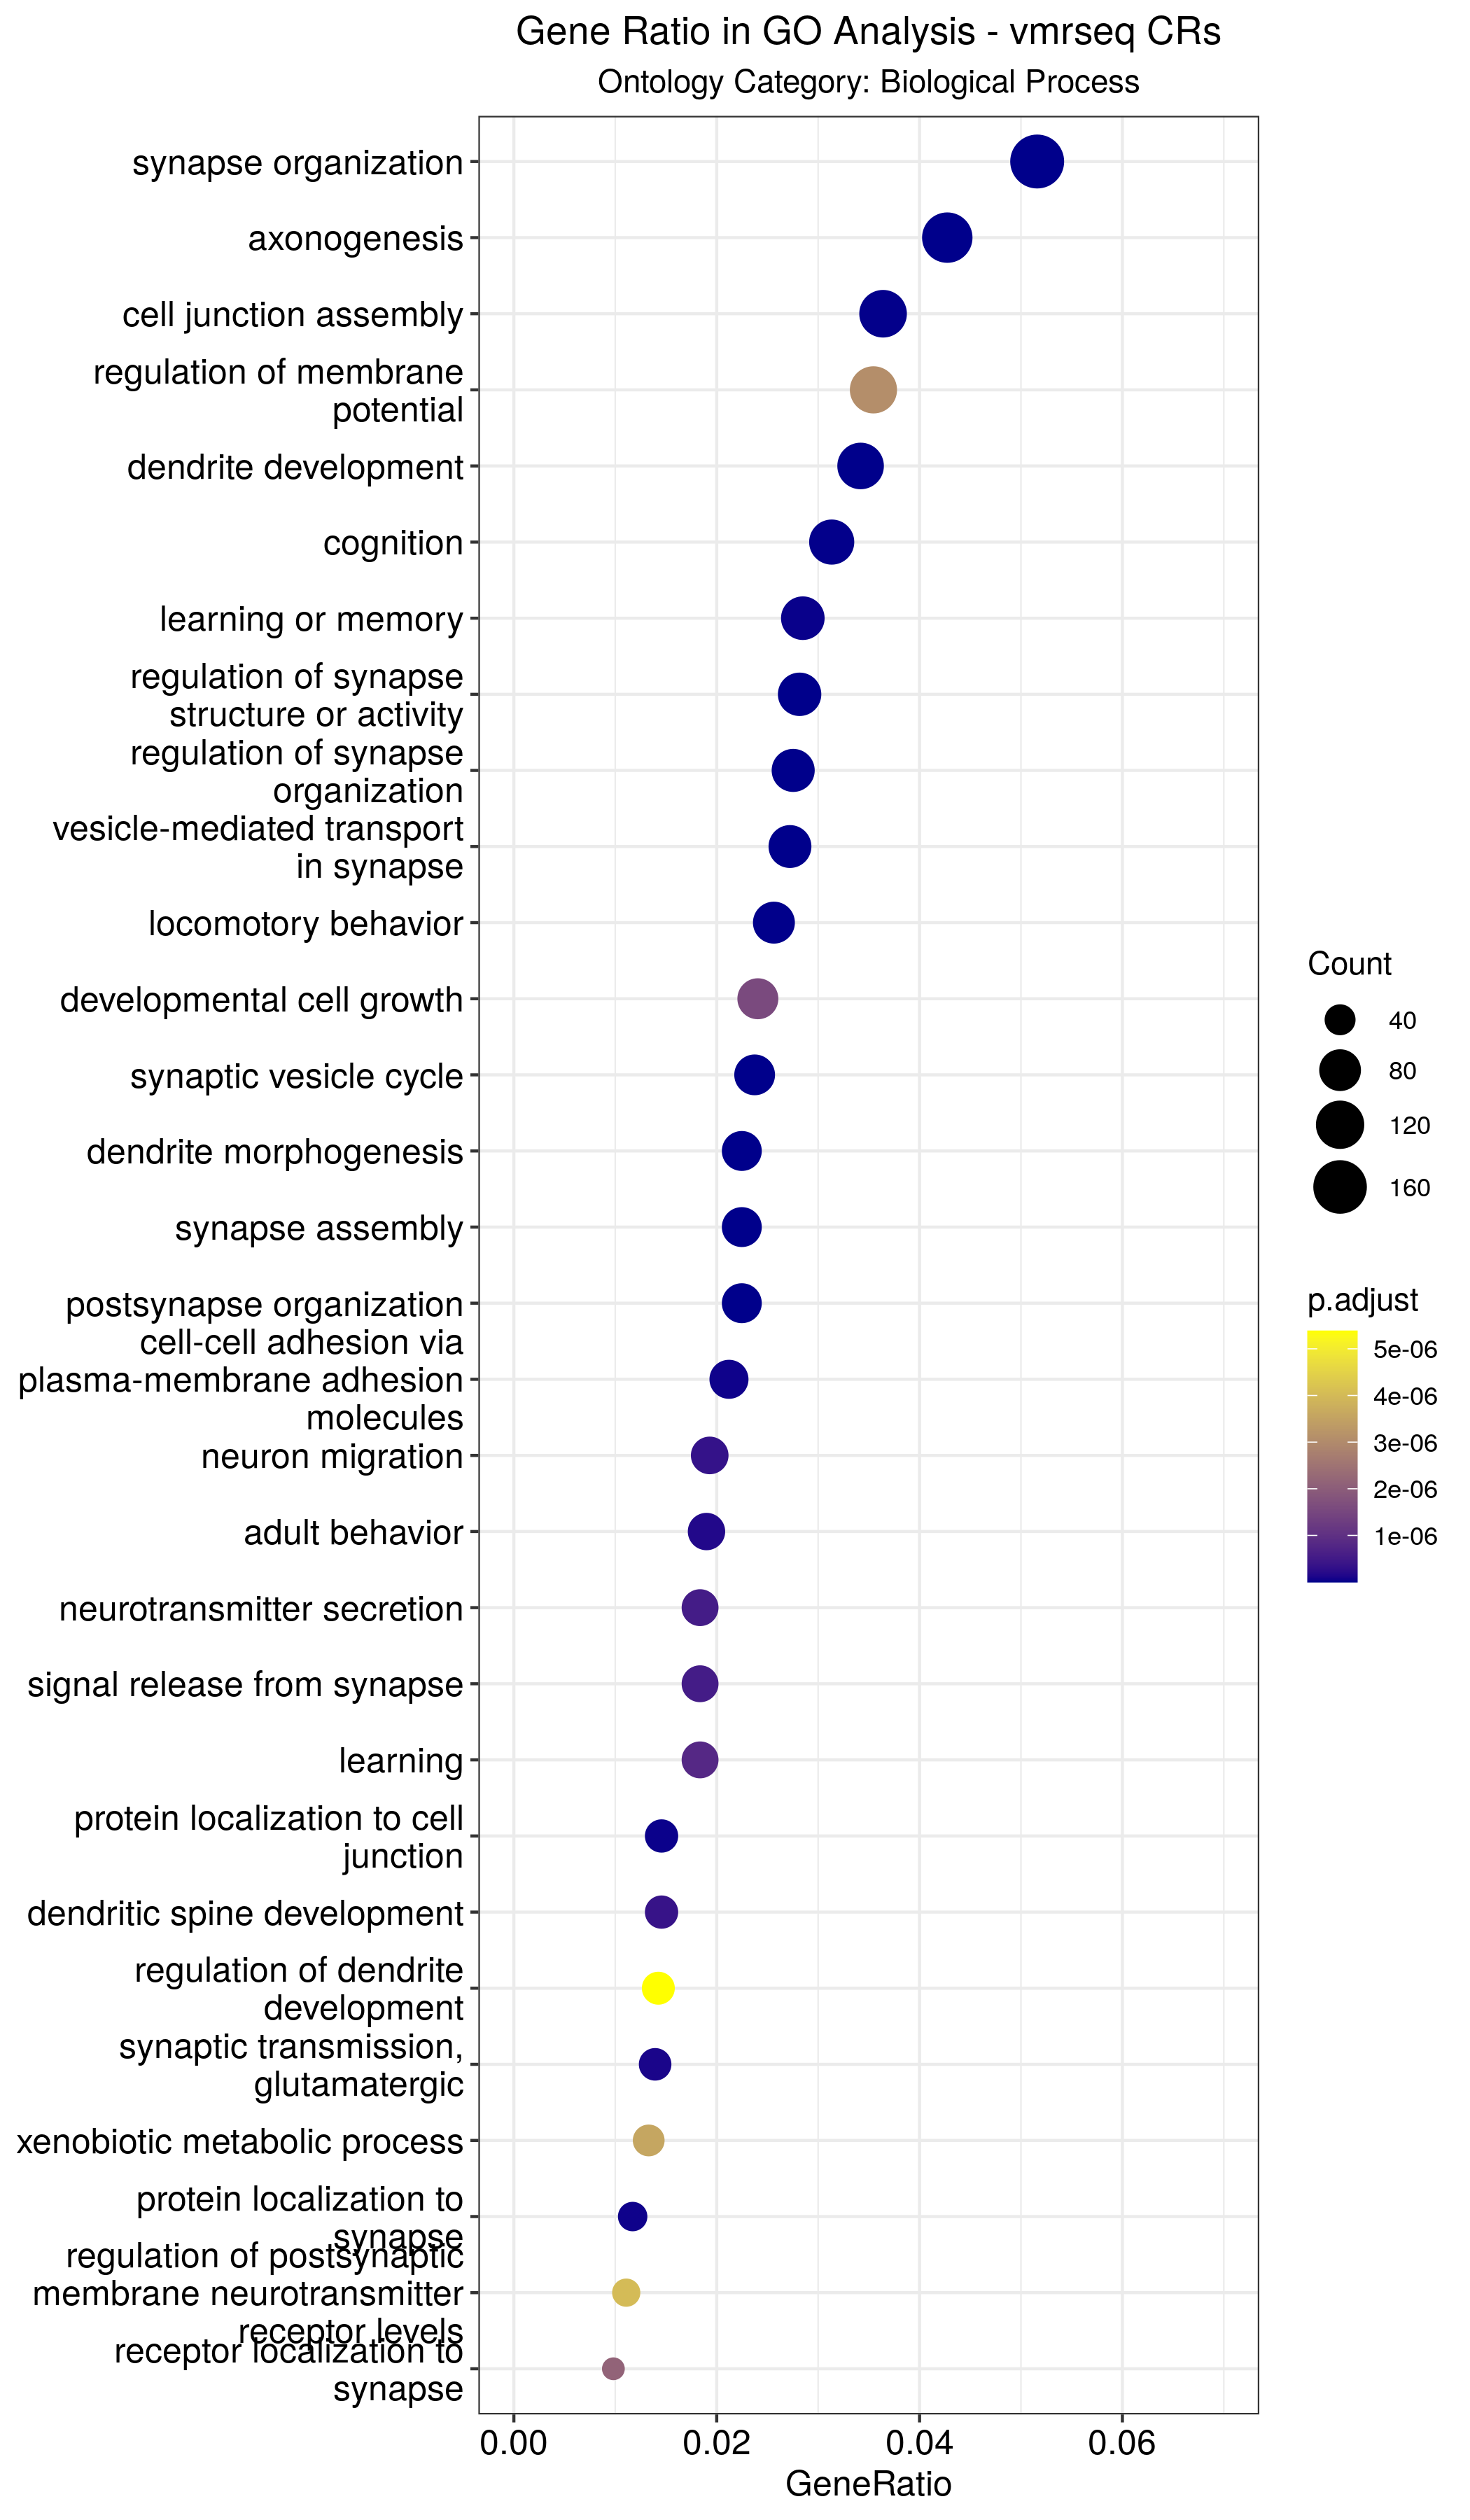 Gene Ratio in GO Analysis - vmrseq CRs
Ontology Category: Biological Process
synapse organization
axonogenesis
cell junction assembly
regulation of membrane
potential
dendrite development
cognition
learning or memory
regulation of synapse
structure or activity
regulation of synapse
organization
vesicle-mediated transport
in synapse
locomotory behavior
developmental cell growth
synaptic vesicle cycle
dendrite morphogenesis
synapse assembly
postsynapse organization
cell-cell adhesion via
plasma-membrane adhesion
molecules
neuron migration
adult behavior
neurotransmitter secretion
signal release from synapse
learning
protein localization to cell
junction
dendritic spine development
regulation of dendrite
development
synaptic transmission,
glutamatergic
xenobiotic metabolic process
protein localization to
synapse
regulation of postsynaptic
membrane neurotransmitter
receptor levels
receptor localization to
synapse
0.00
0.02
0.04
0.06
GeneRatio
Count
40
80
120
160
p.adjust
5e-06
4e-06
3e-06
2e-06
1e-06